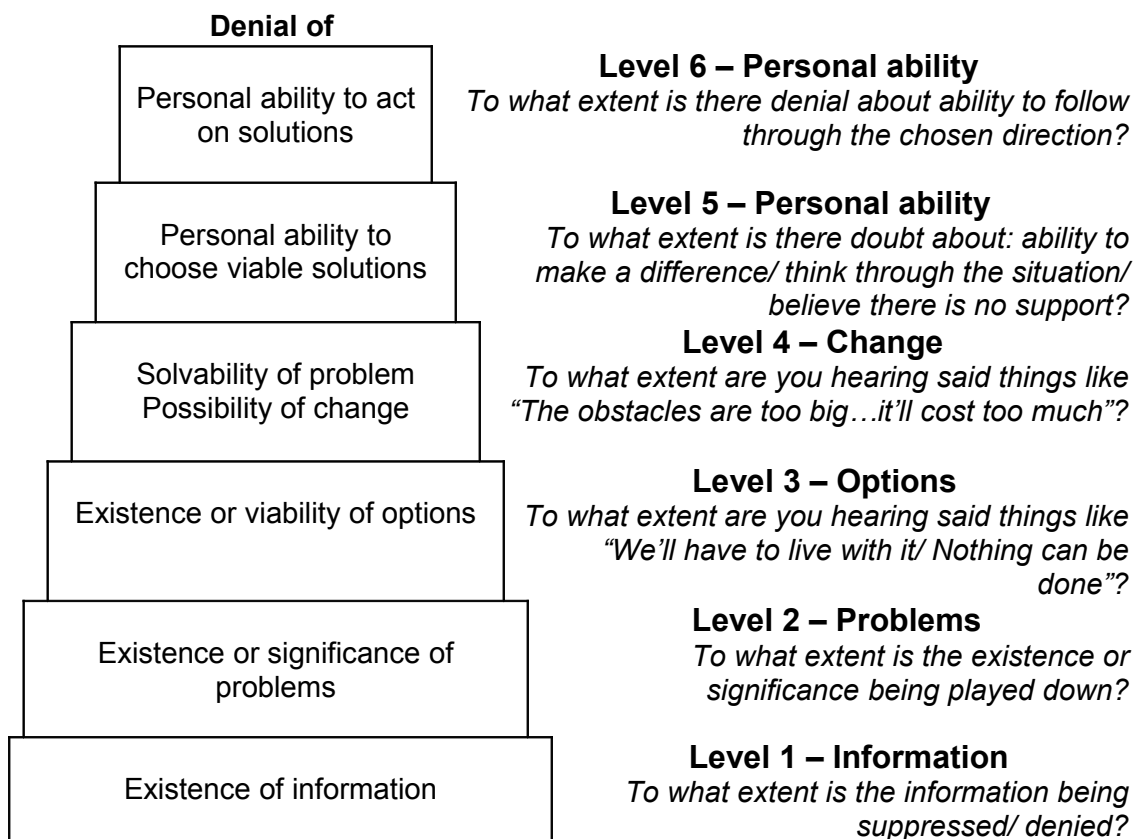 Denial of
Personal ability to act
on solutions
Level 6 – Personal ability
To what extent is there denial about ability to follow
through the chosen direction?
Personal ability to
choose viable solutions
Level 5 – Personal ability
To what extent is there doubt about: ability to
make a difference/ think through the situation/
believe there is no support?
Solvability of problem
Possibility of change
Level 4 – Change
To what extent are you hearing said things like
“The obstacles are too big…it’ll cost too much”?
Existence or viability of options
Level 3 – Options
To what extent are you hearing said things like
“We’ll have to live with it/ Nothing can be
done”?
Existence or significance of
problems
Level 2 – Problems
To what extent is the existence or
significance being played down?
Existence of information
Level 1 – Information
To what extent is the information being
suppressed/ denied?